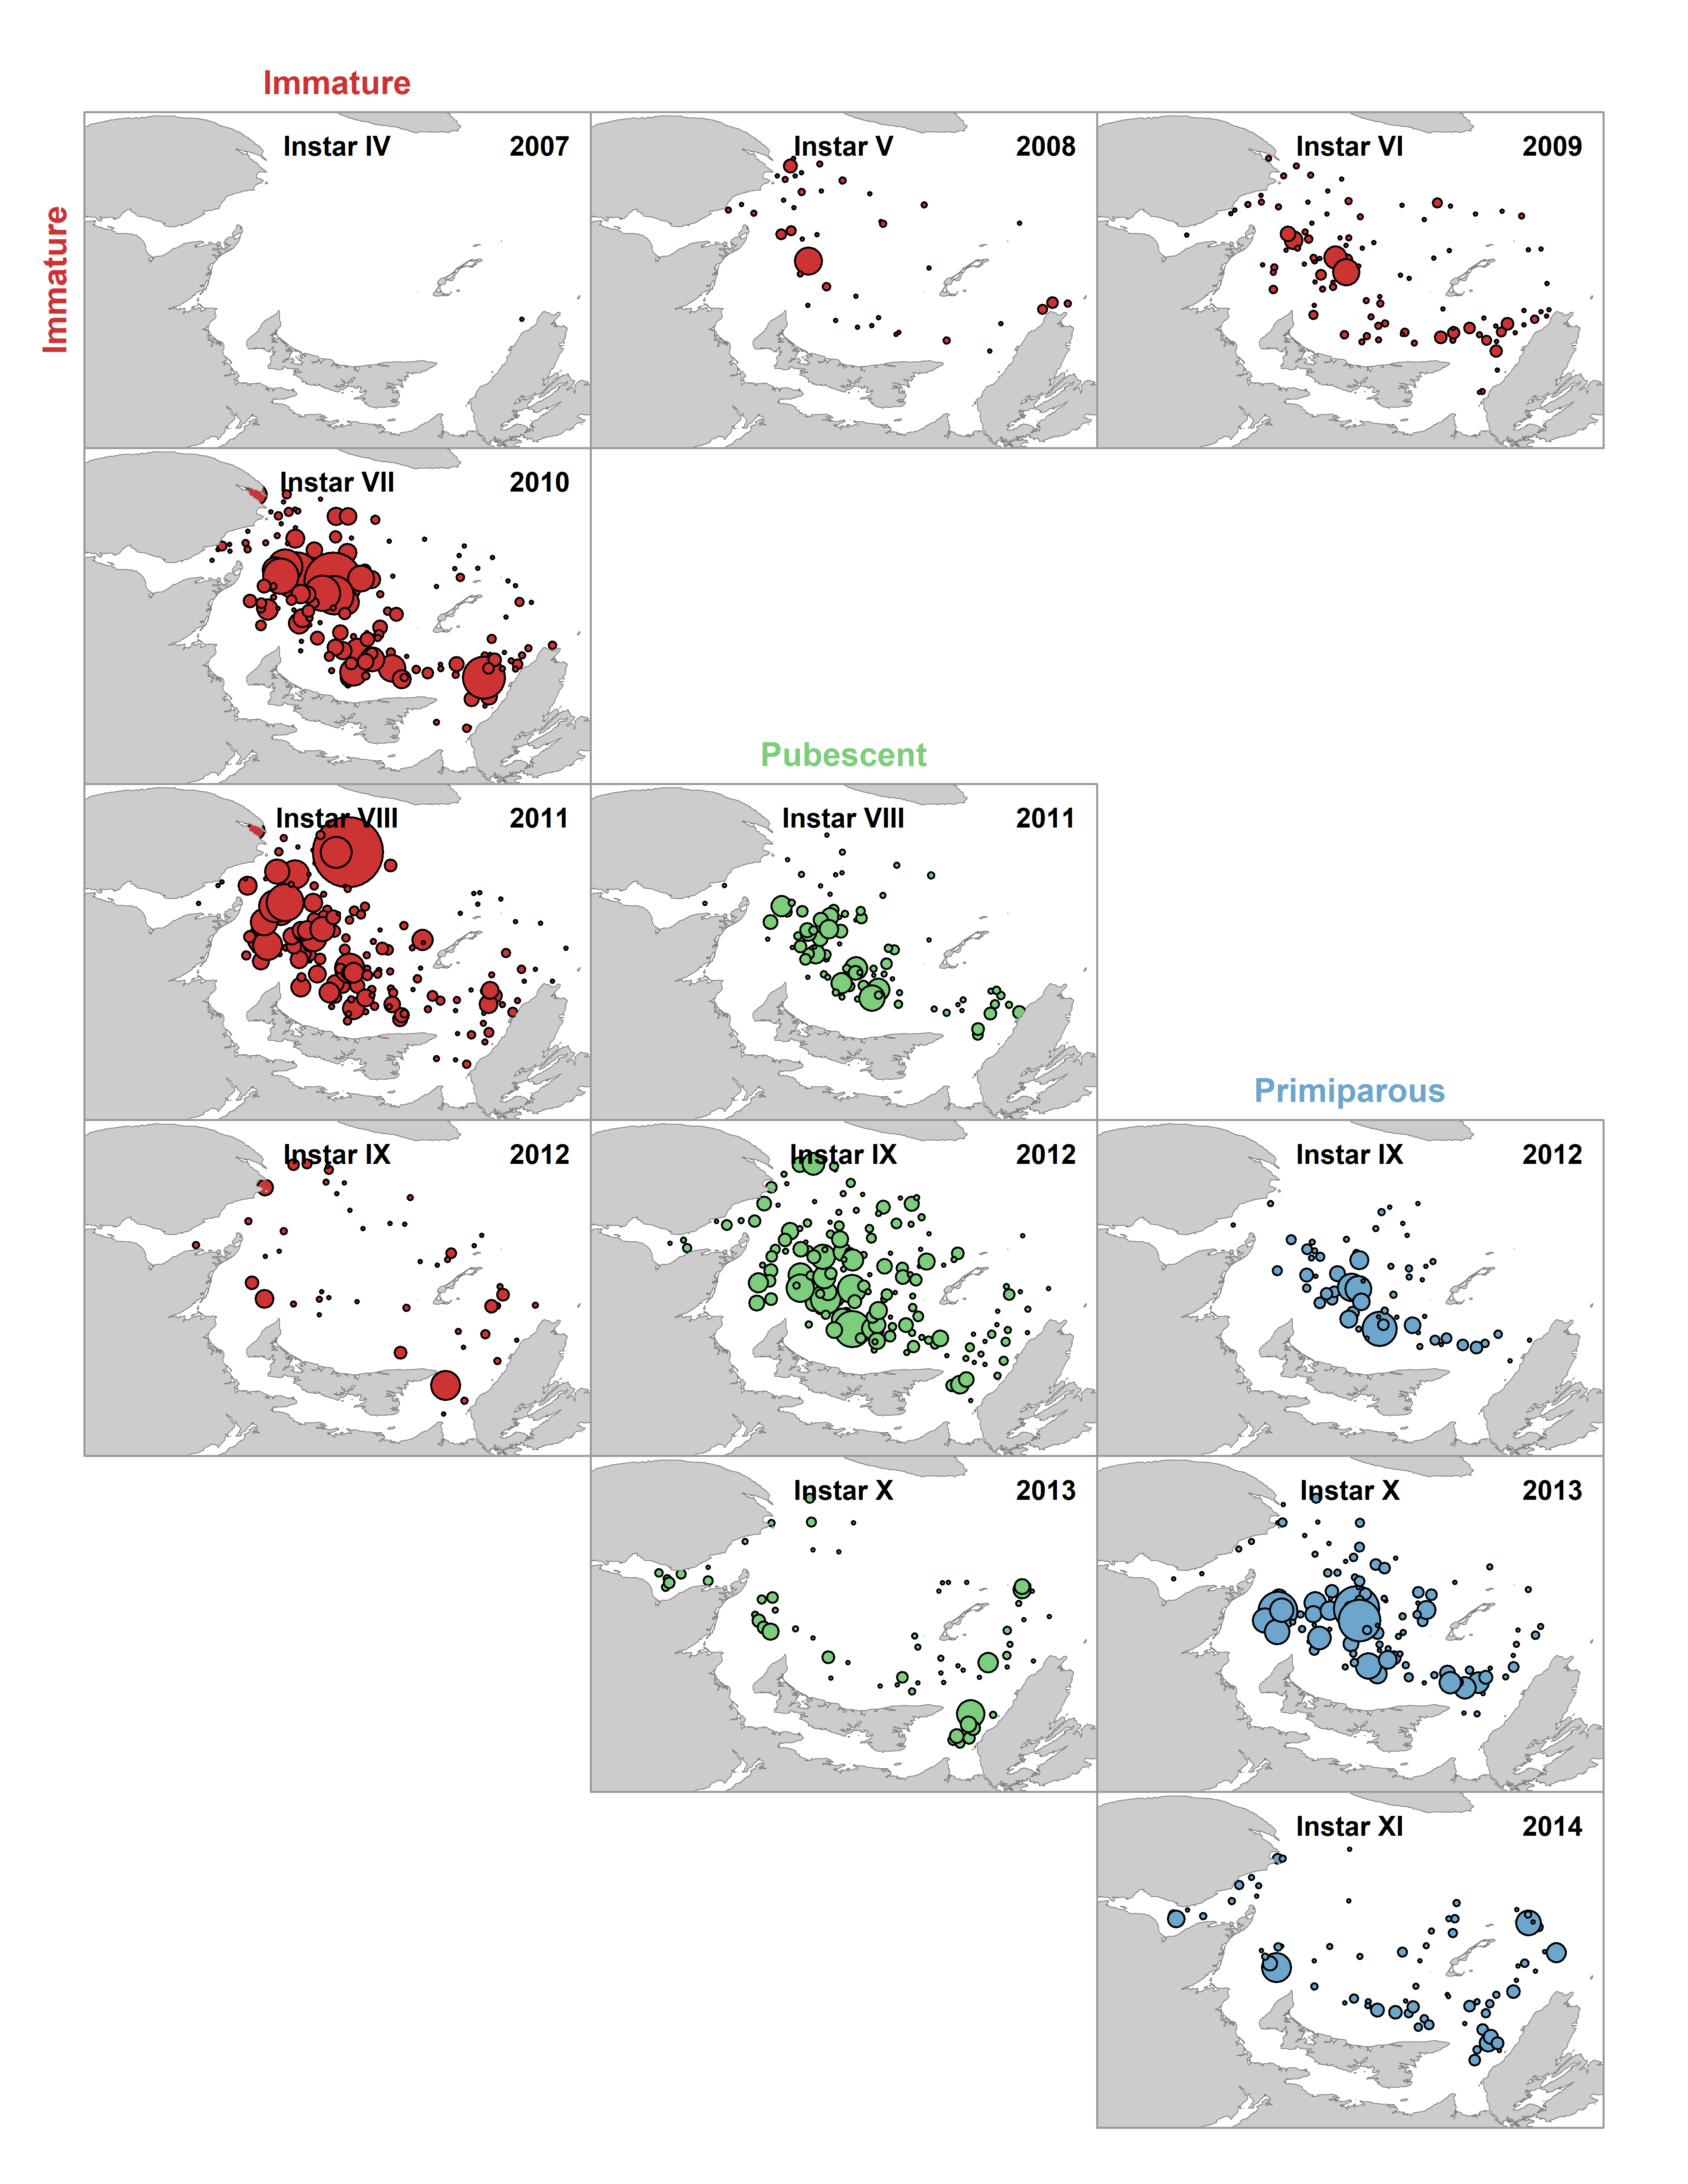 Immature
Immature
Instar IV 2007
Instar V 2008
Instar VI 2009
Instar VII 2010
Pubescent
Instar VIII 2011
Instar VIII 2011
Primiparous
Instar IX 2012
Instar IX 2012
Instar IX 2012
Instar X 2013
Instar X 2013
Instar XI 2014